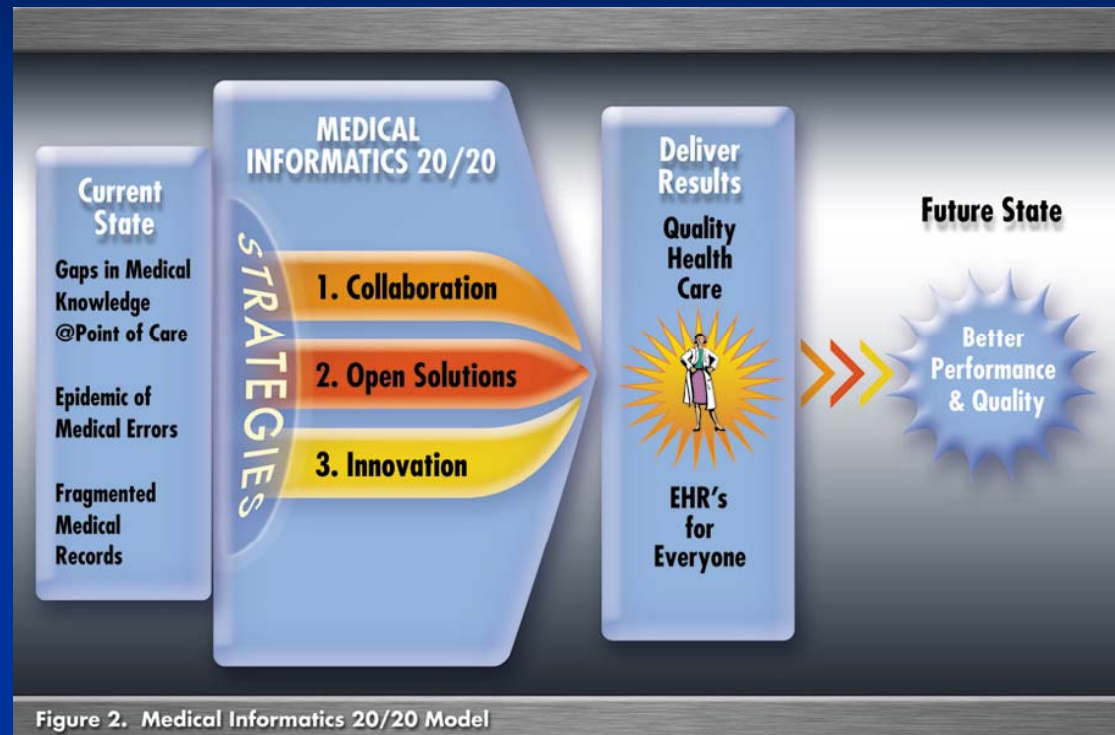 Current
State
Gaps in Medical
Knowledge
@Point of Care
Epidemic of
Medical Errors
Fragmented
Medical
Records
MEDICAL
INFORMATICS 20/20
STRATEGIES
1. Collaboration
2. Open Solutions
3. Innovation
Deliver
Results
Quality
Health
Care
EHR's
for
Everyone
Future State
Better
Performance
& Quality
Figure 2. Medical Informatics 20/20 Model